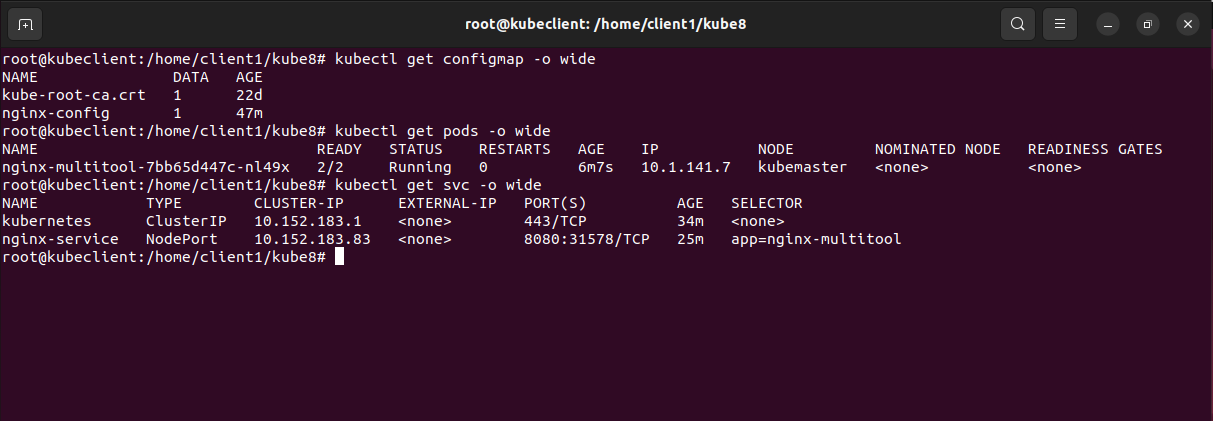 root@kubeclient: /home/client1/kube8
root@kubeclient:/home/client1/kube8# kubectl get configmap -o wide
NAME               DATA   AGE
kube-root-ca.crt   1      22d
nginx-config       1      47m
root@kubeclient:/home/client1/kube8# kubectl get pods -o wide
NAME                               READY   STATUS    RESTARTS   AGE    IP           NODE         NOMINATED NODE   READINESS GATES
nginx-multitool-7bb65d447c-nl49x   2/2     Running   0          6m7s   10.1.141.7   kubemaster   <none>           <none>
root@kubeclient:/home/client1/kube8# kubectl get svc -o wide
NAME            TYPE        CLUSTER-IP      EXTERNAL-IP   PORT(S)          AGE   SELECTOR
kubernetes      ClusterIP   10.152.183.1    <none>        443/TCP          34m   <none>
nginx-service   NodePort    10.152.183.83   <none>        8080:31578/TCP   25m   app=nginx-multitool
root@kubeclient:/home/client1/kube8#